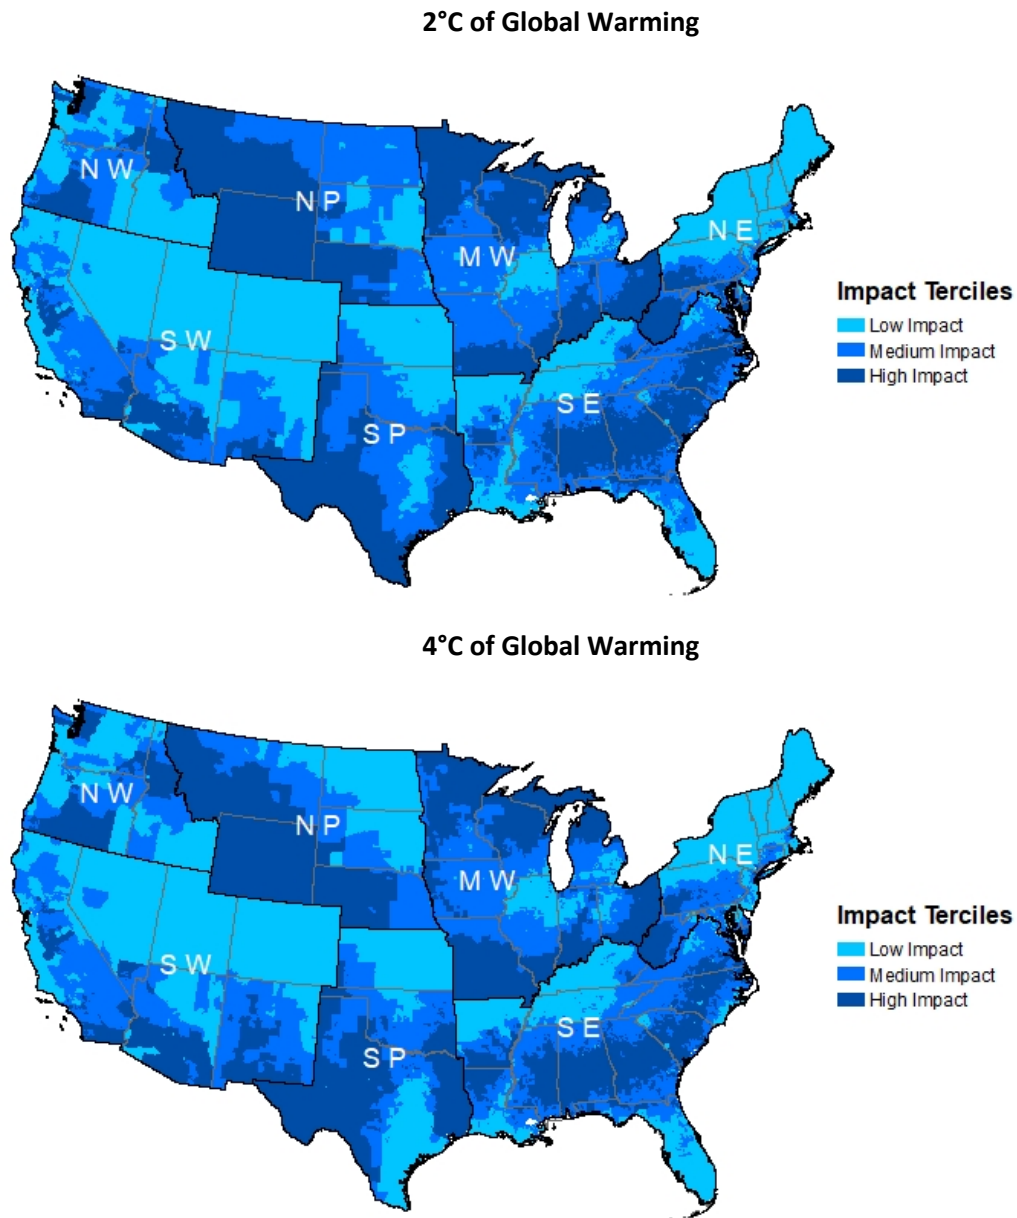 2°C of Global Warming
N W
N P
M W
N E
S W
S P
S E
Impact Terciles
Low Impact
Medium Impact
High Impact
4°C of Global Warming
N W
N P
M W
N E
S W
S P
S E
Impact Terciles
Low Impact
Medium Impact
High Impact